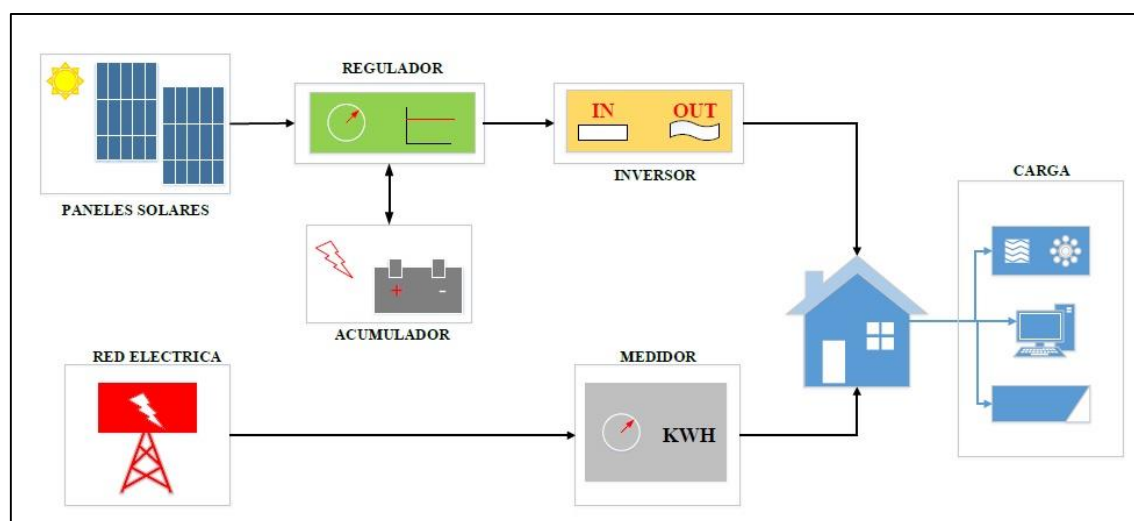 REGULADOR
IN
OUT
PANELES SOLARES
INVERSOR
CARGA
+
-
ACUMULADOR
RED ELECTRICA
MEDIDOR
KWH